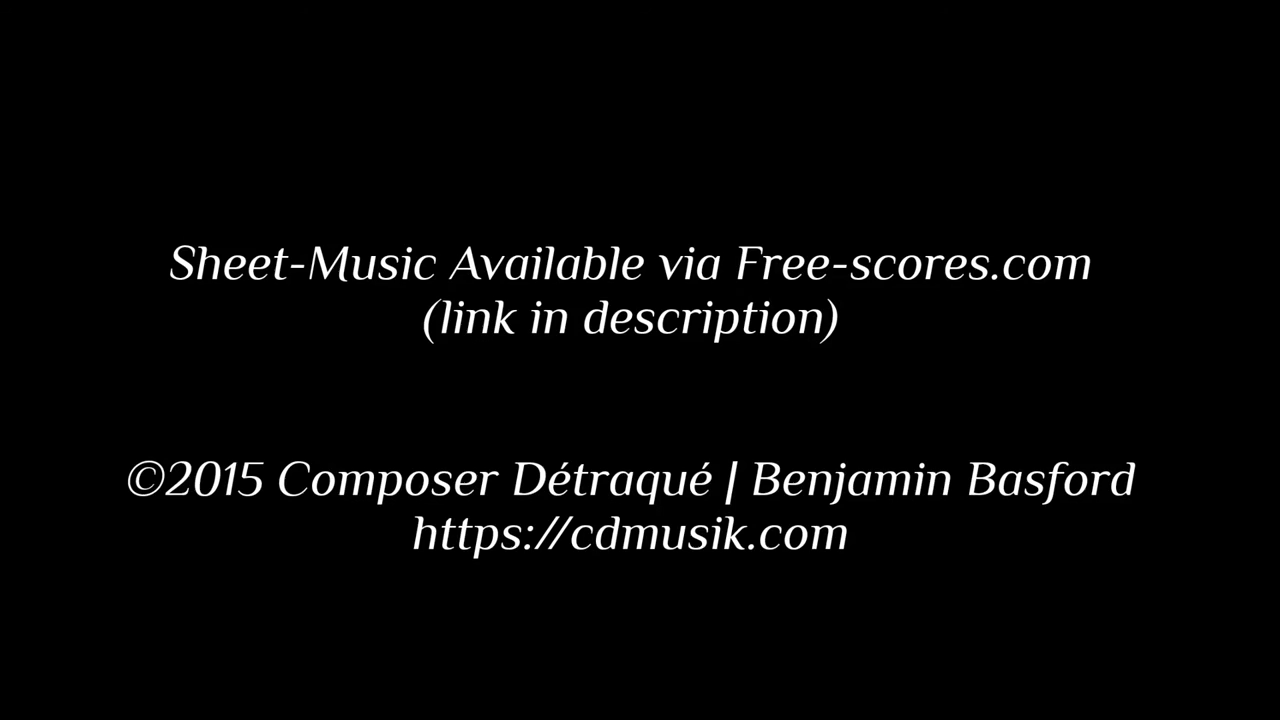 Sheet-Music Available via Free-scores.com
(link in description)
©2015 Composer Détraqué | Benjamin Basford
https://cdmusik.com